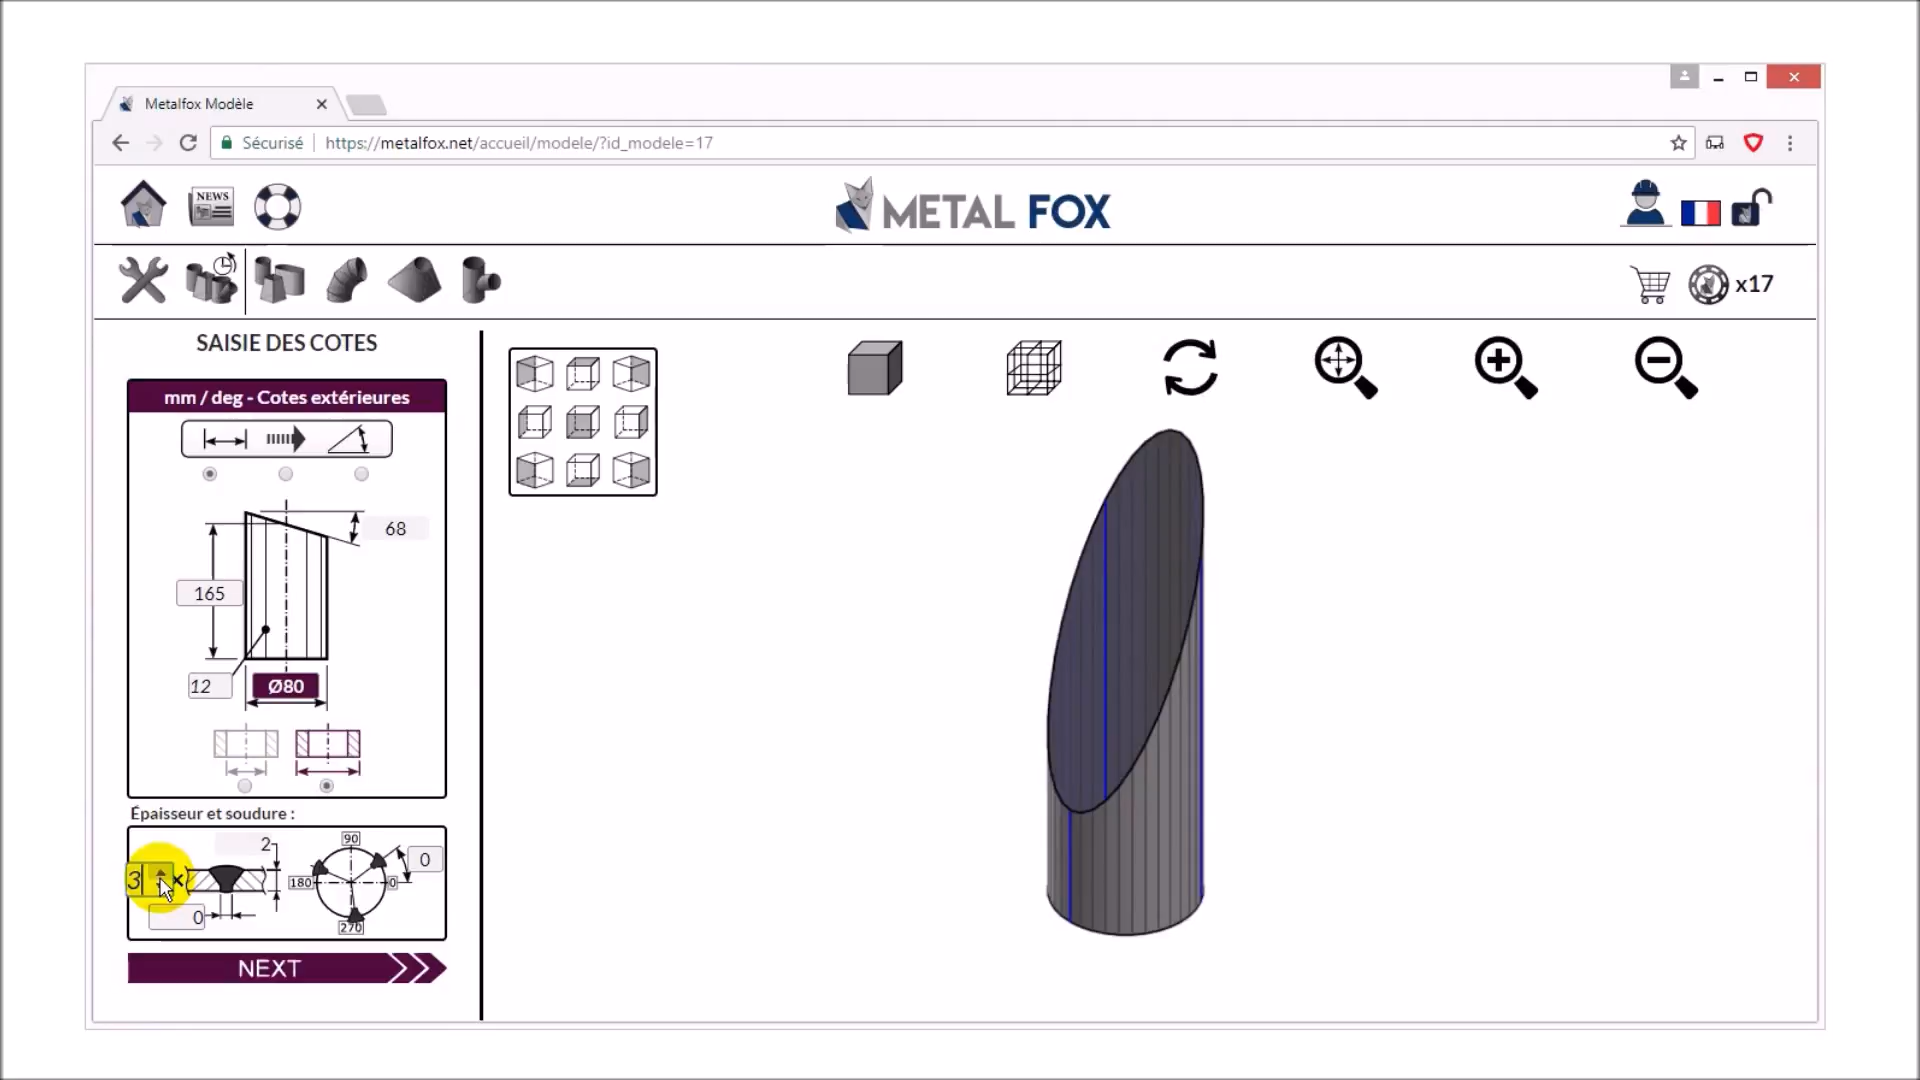 Metalfox Modèle
Sécurisé https://metalfox.net/accueil/modele/?id_modele=17
NEWS
METAL FOX
x17
SAISIE DES COTES
mm / deg - Cotes extérieures
68
165
12
Ø80
Épaisseur et soudure :
2
90
0
3
180
0
0
270
NEXT